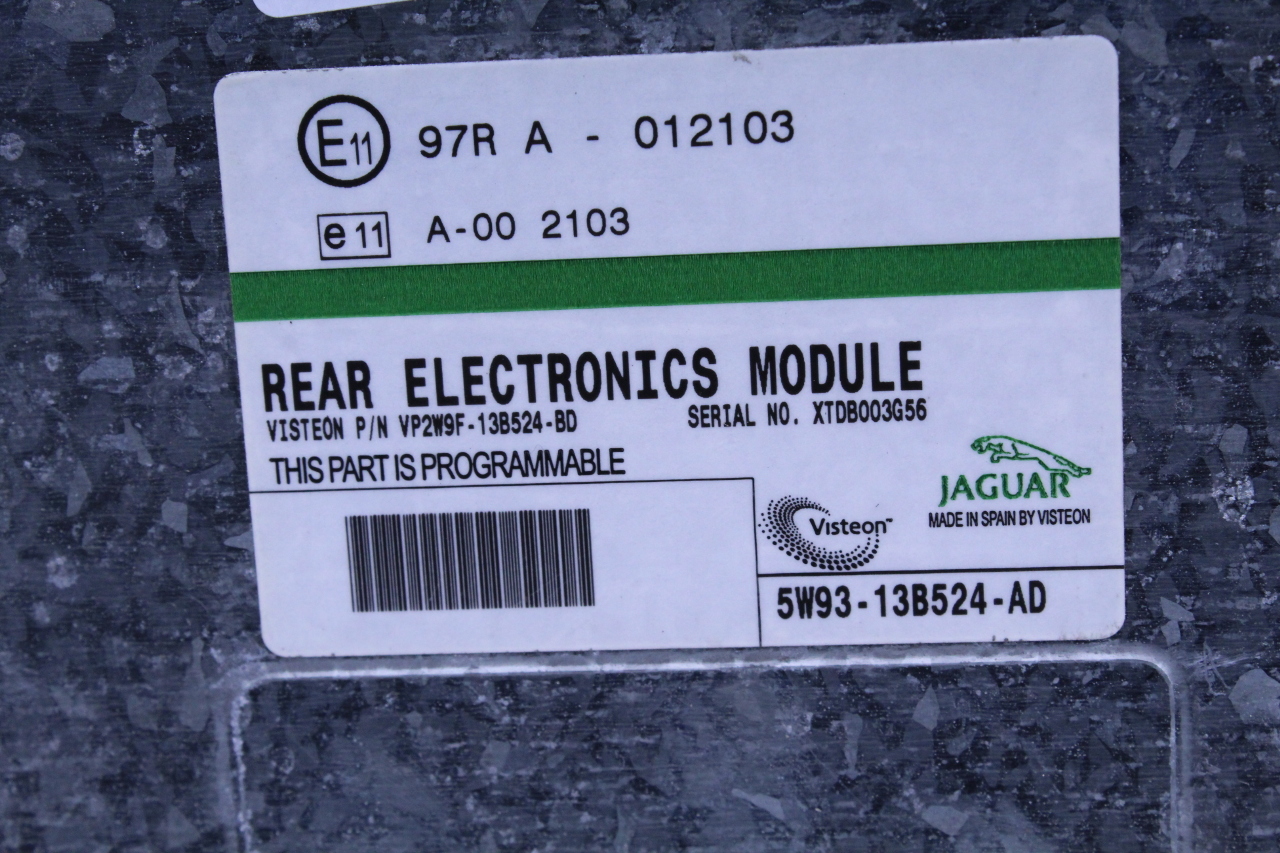 E11 97R A - 012103
e11 A-00 2103
REAR ELECTRONICS MODULE
VISTEON P/N VP2W9F-13B524-BD SERIAL NO. XTDB003G56
THIS PART IS PROGRAMMABLE
JAGUAR
Visteon™ MADE IN SPAIN BY VISTEON
5W93-13B524-AD